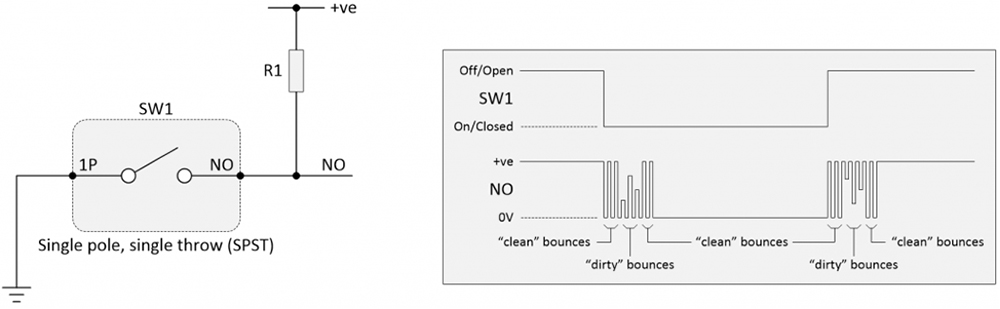 +ve
R1
SW1
1P
NO
NO
Single pole, single throw (SPST)
Off/Open
SW1
On/Closed
+ve
NO
0V
“clean” bounces
“clean” bounces
“clean” bounces
“dirty” bounces
“dirty” bounces